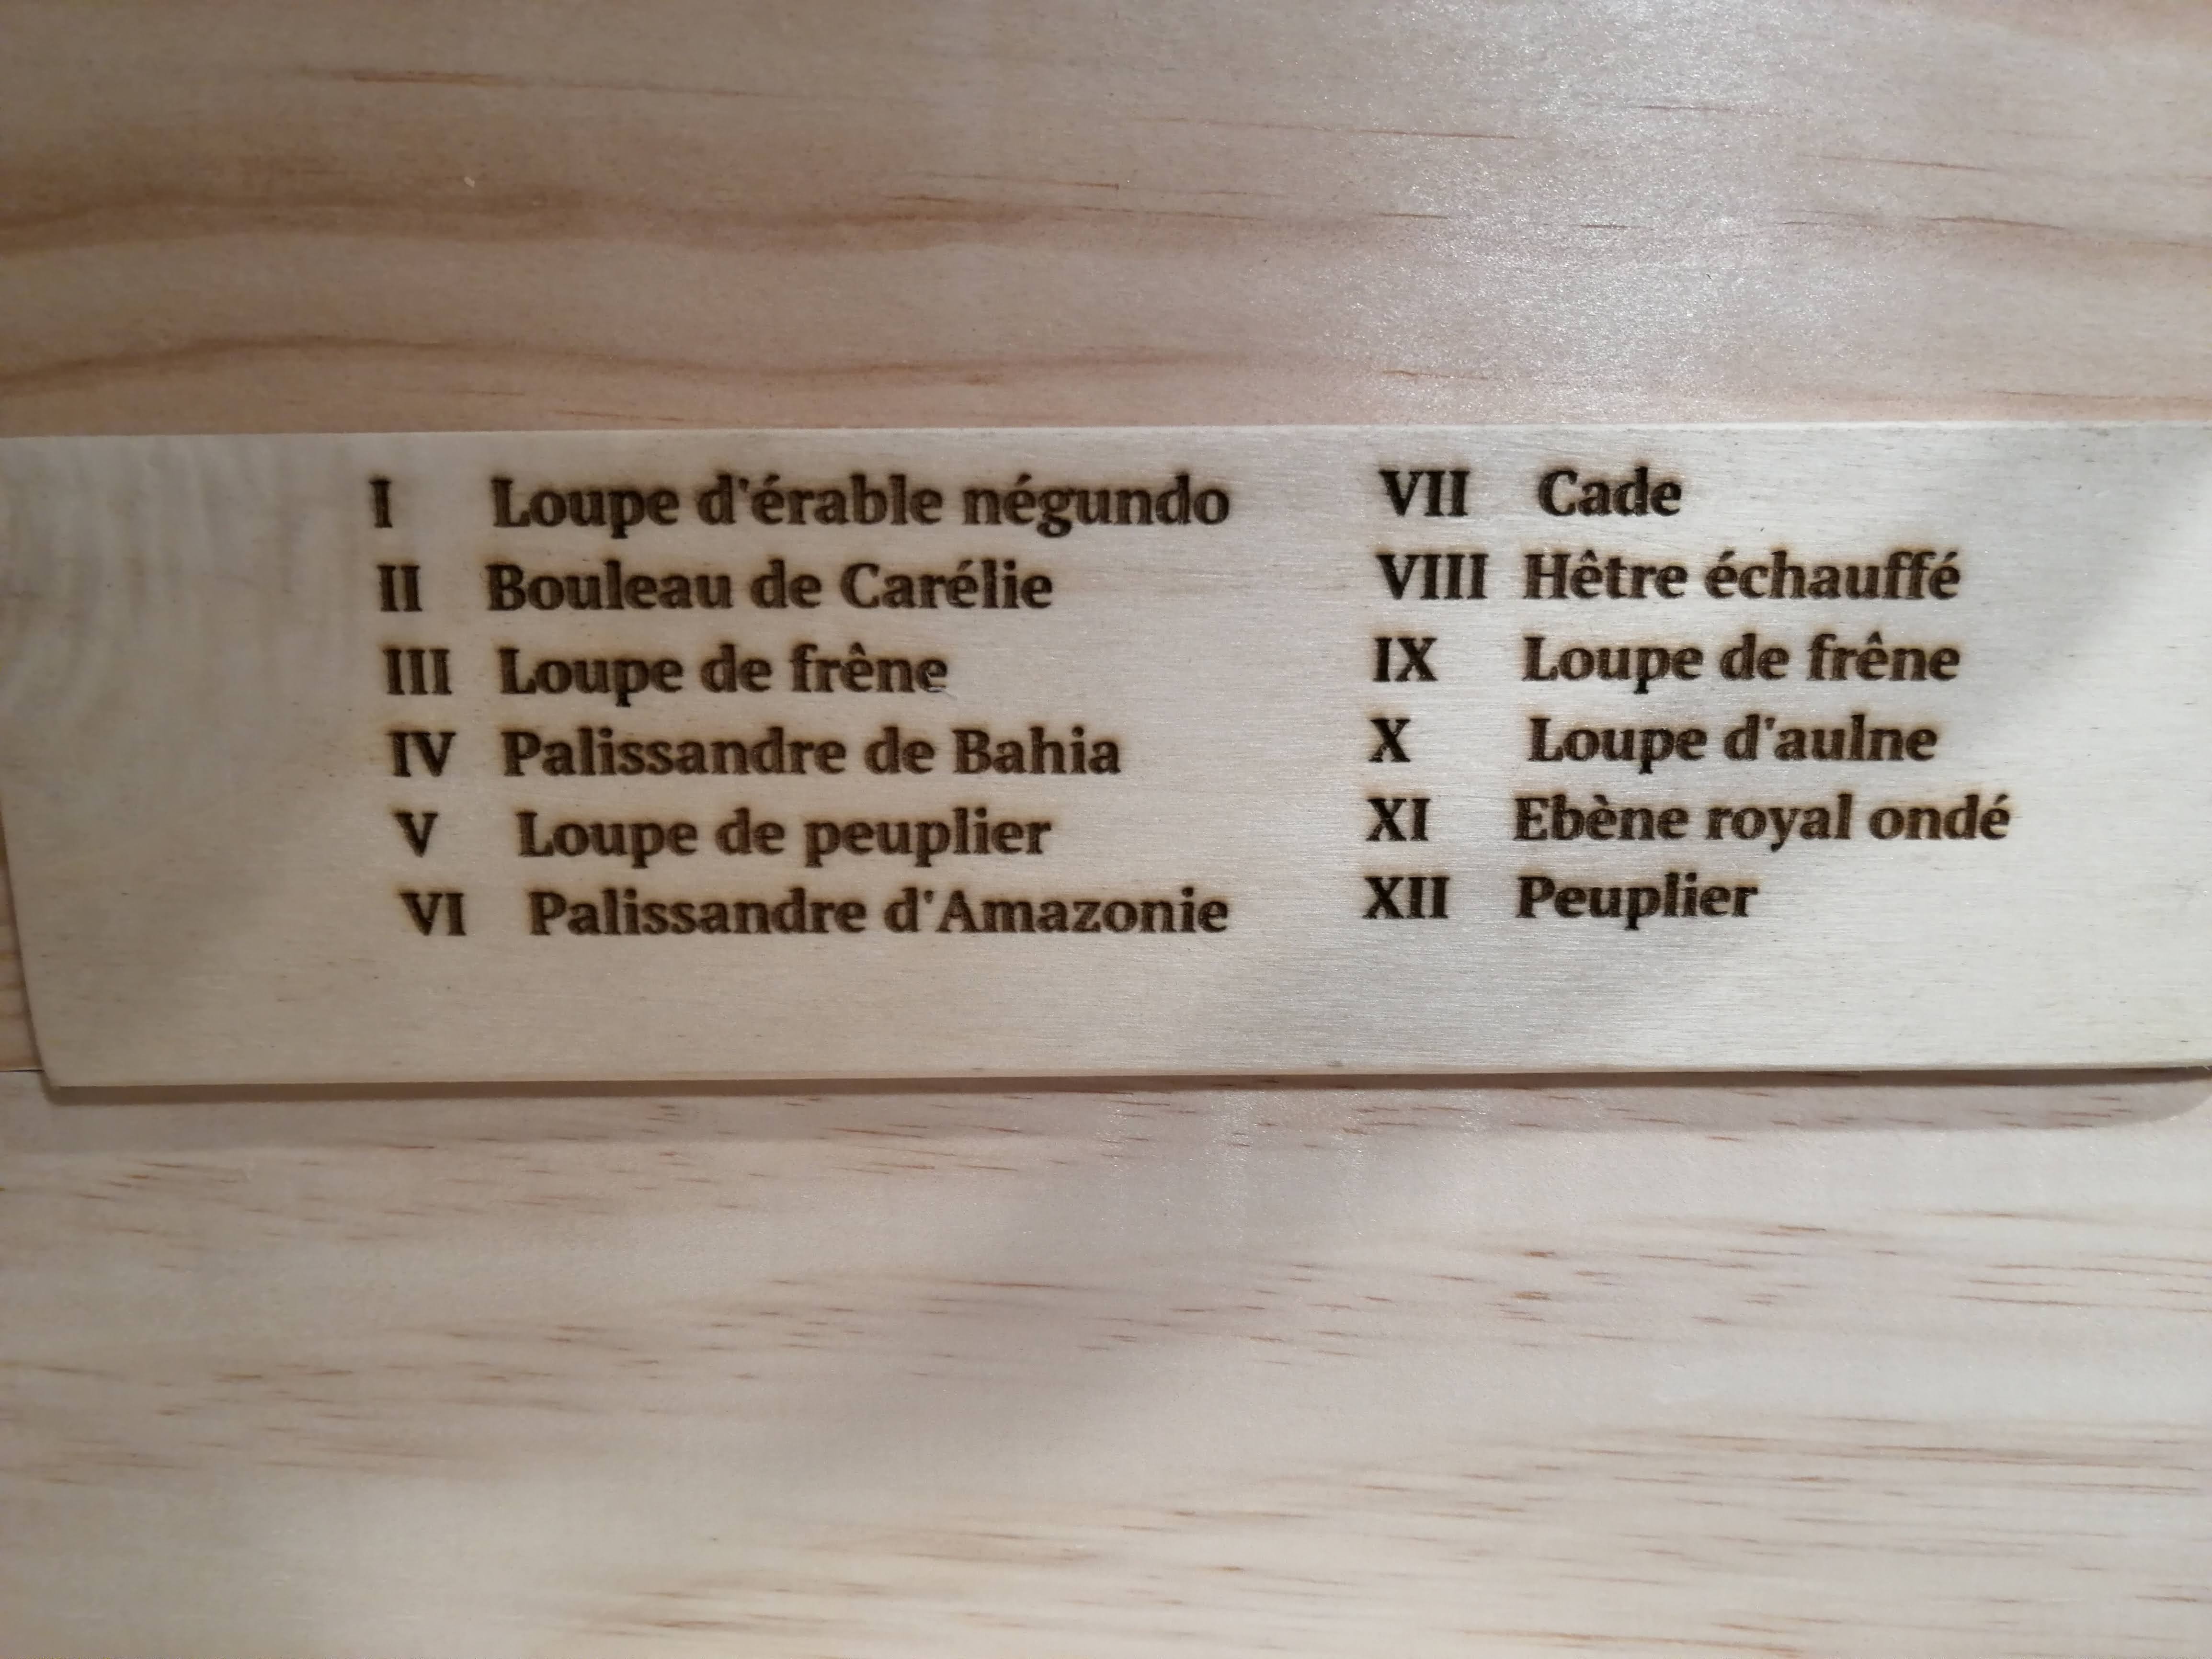 I Loupe d'érable négundo
II Bouleau de Carélie
III Loupe de frêne
IV Palissandre de Bahia
V Loupe de peuplier
VI Palissandre d'Amazonie
VII Cade
VIII Hêtre échauffé
IX Loupe de frêne
X Loupe d'aulne
XI Ebène royal ondé
XII Peuplier